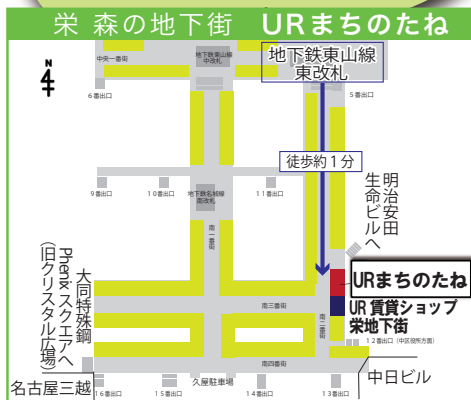 栄 森の地下街 URまちのたね
地下鉄東山線
中改札
地下鉄東山線
東改札
中央一番街
N
6番出口
5番出口
徒歩約1分
明治安田
生命ビルへ
9番出口
10番出口
地下鉄名城線
南改札
11番出口
南一番街
大同特殊鋼
Phenix スクエアへ
(旧クリスタル広場)
URまちのたね
UR 賃貸ショップ
栄地下街
南三番街
南二番街
12番出口 (中区役所方面)
南四番街
名古屋三越
久屋駐車場
中日ビル
16番出口
15番出口
14番出口
13番出口